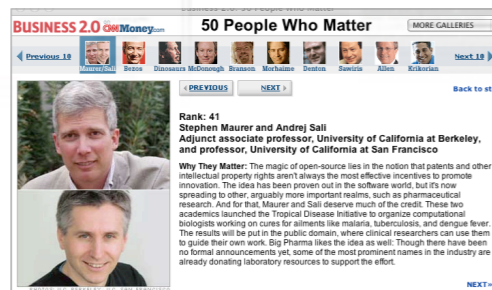 BUSINESS 2.0 CNNMoney.com
50 People Who Matter
MORE GALLERIES
Previous 10
Maurer/Sali Bezos Dinosaurs McDonough Branson Morhaime Denton Sawiris Allen Krikorian
Next 10
PREVIOUS NEXT
Back to st
Rank: 41
Stephen Maurer and Andrej Sali
Adjunct associate professor, University of California at Berkeley,
and professor, University of California at San Francisco
Why They Matter: The magic of open-source lies in the notion that patents and other
intellectual property rights aren't always the most effective incentives to promote
innovation. The idea has been proven out in the software world, but it's now
spreading to other, arguably more important realms, such as pharmaceutical
research. And for that, Maurer and Sali deserve much of the credit. These two
academics launched the Tropical Disease Initiative to organize computational
biologists working on cures for ailments like malaria, tuberculosis, and dengue fever.
The results will be put in the public domain, where clinical researchers can use them
to guide their own work. Big Pharma likes the idea as well: Though there have been
no formal announcements yet, some of the most prominent names in the industry are
already donating laboratory resources to support the effort.
NEXT»